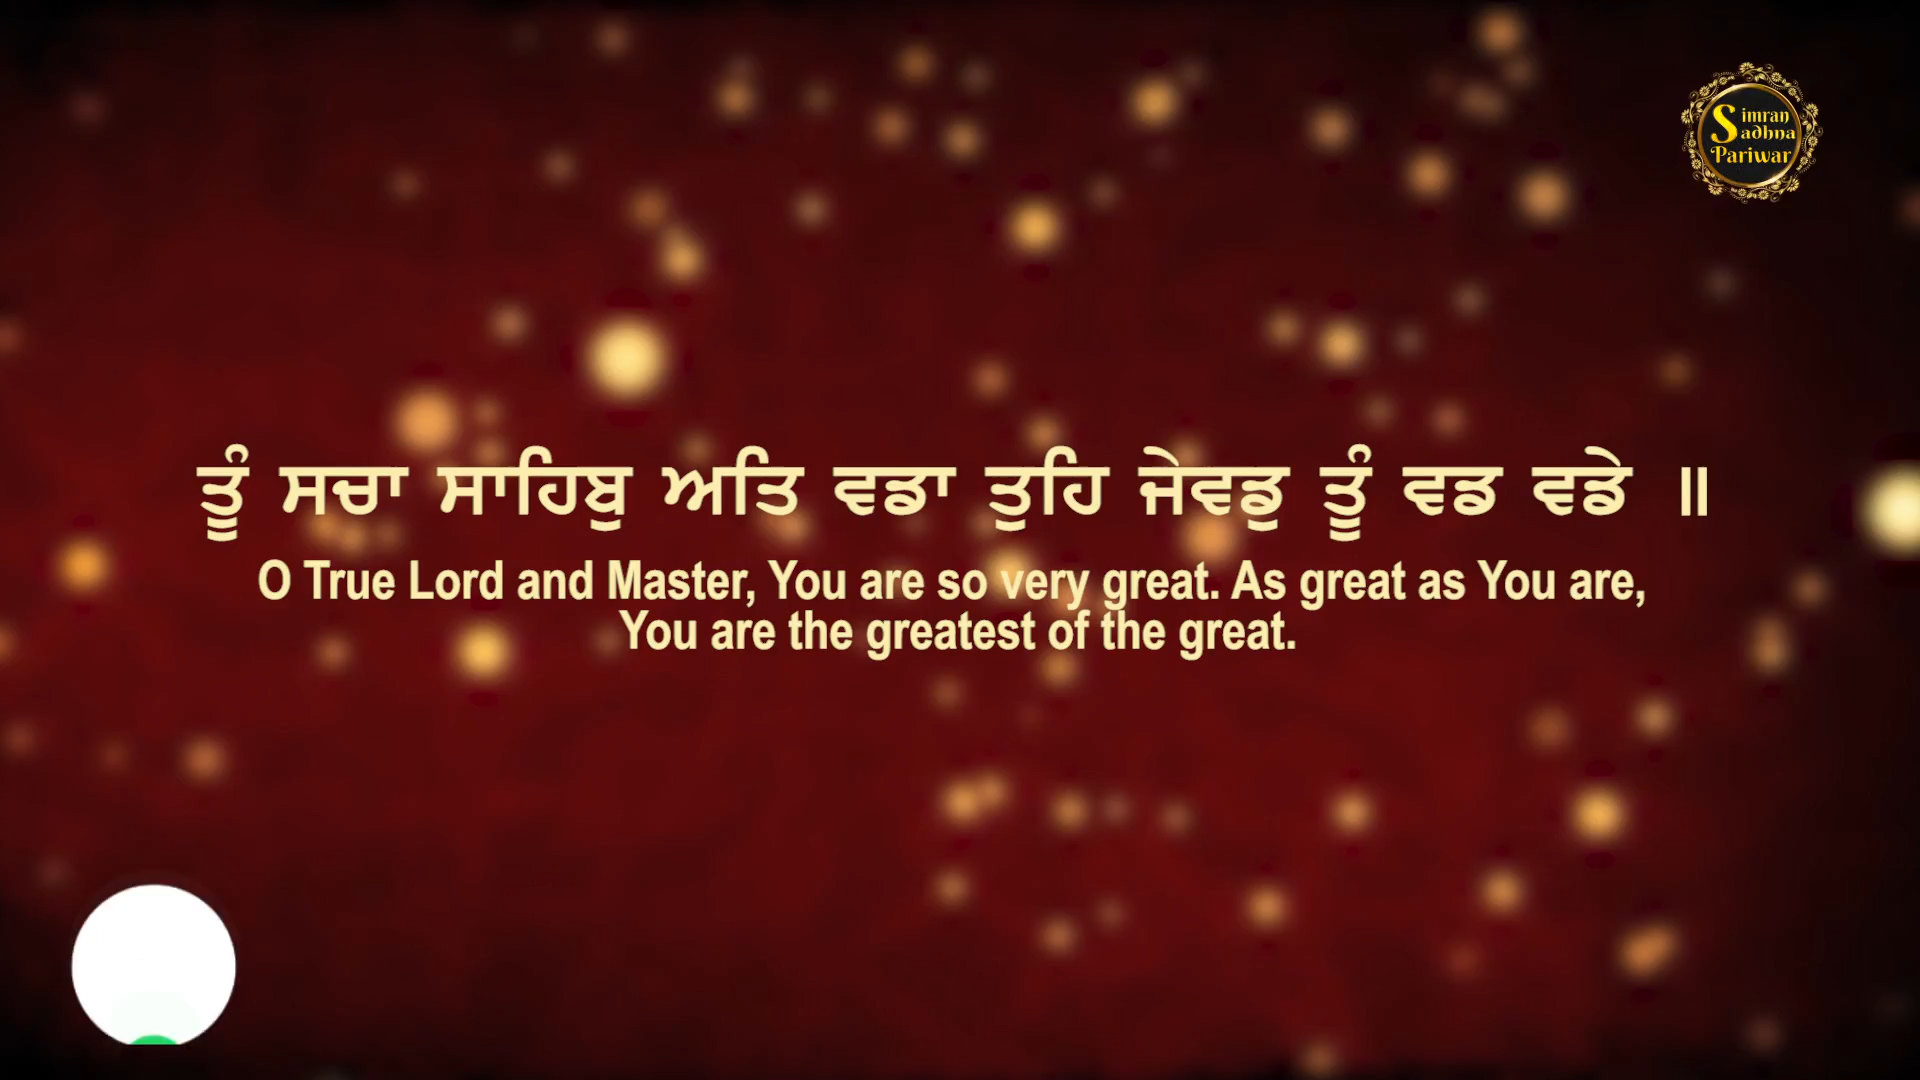 Simran
Sadhna
Pariwar
ਤੂੰ ਸਚਾ ਸਾਹਿਬੁ ਅਤਿ ਵਡਾ ਤੁਹਿ ਜੇਵਡੁ ਤੂੰ ਵਡ ਵਡੇ ॥
O True Lord and Master, You are so very great. As great as You are,
You are the greatest of the great.